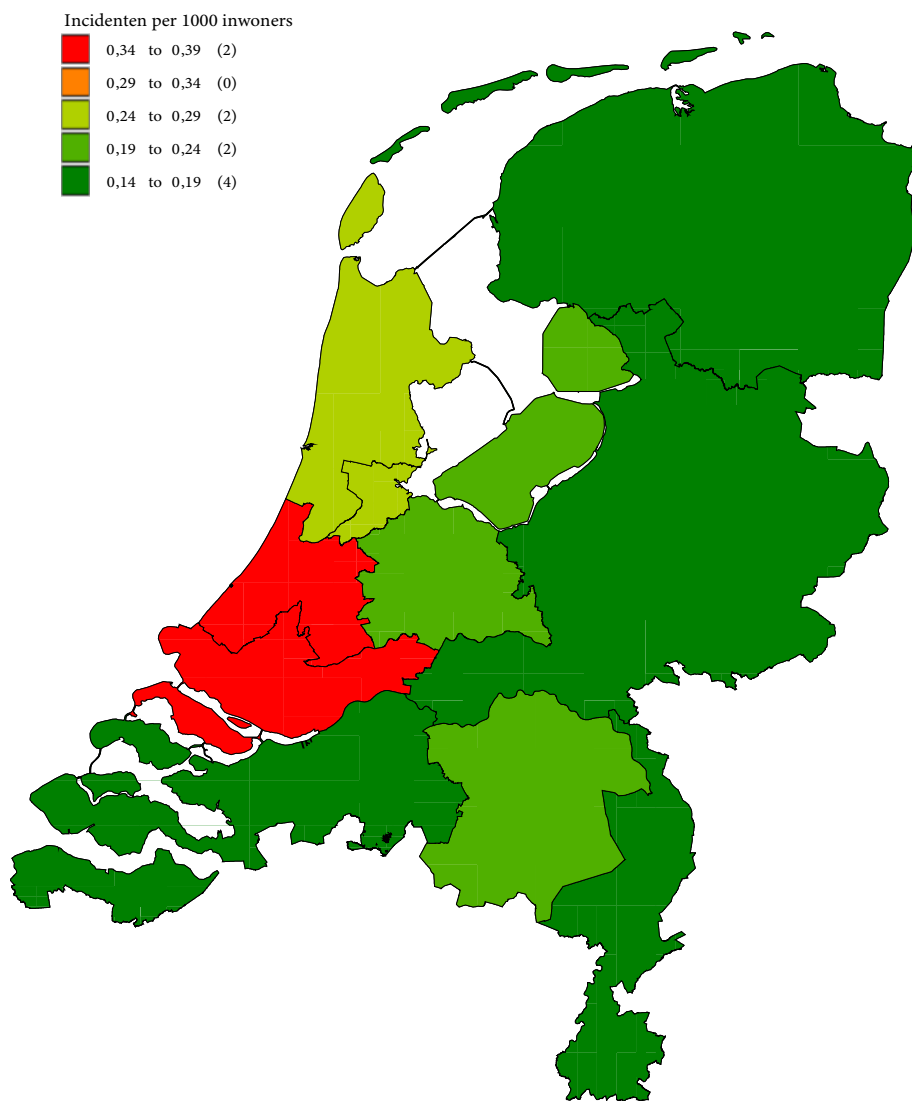 Incidenten per 1000 inwoners
0,34 to 0,39 (2)
0,29 to 0,34 (0)
0,24 to 0,29 (2)
0,19 to 0,24 (2)
0,14 to 0,19 (4)